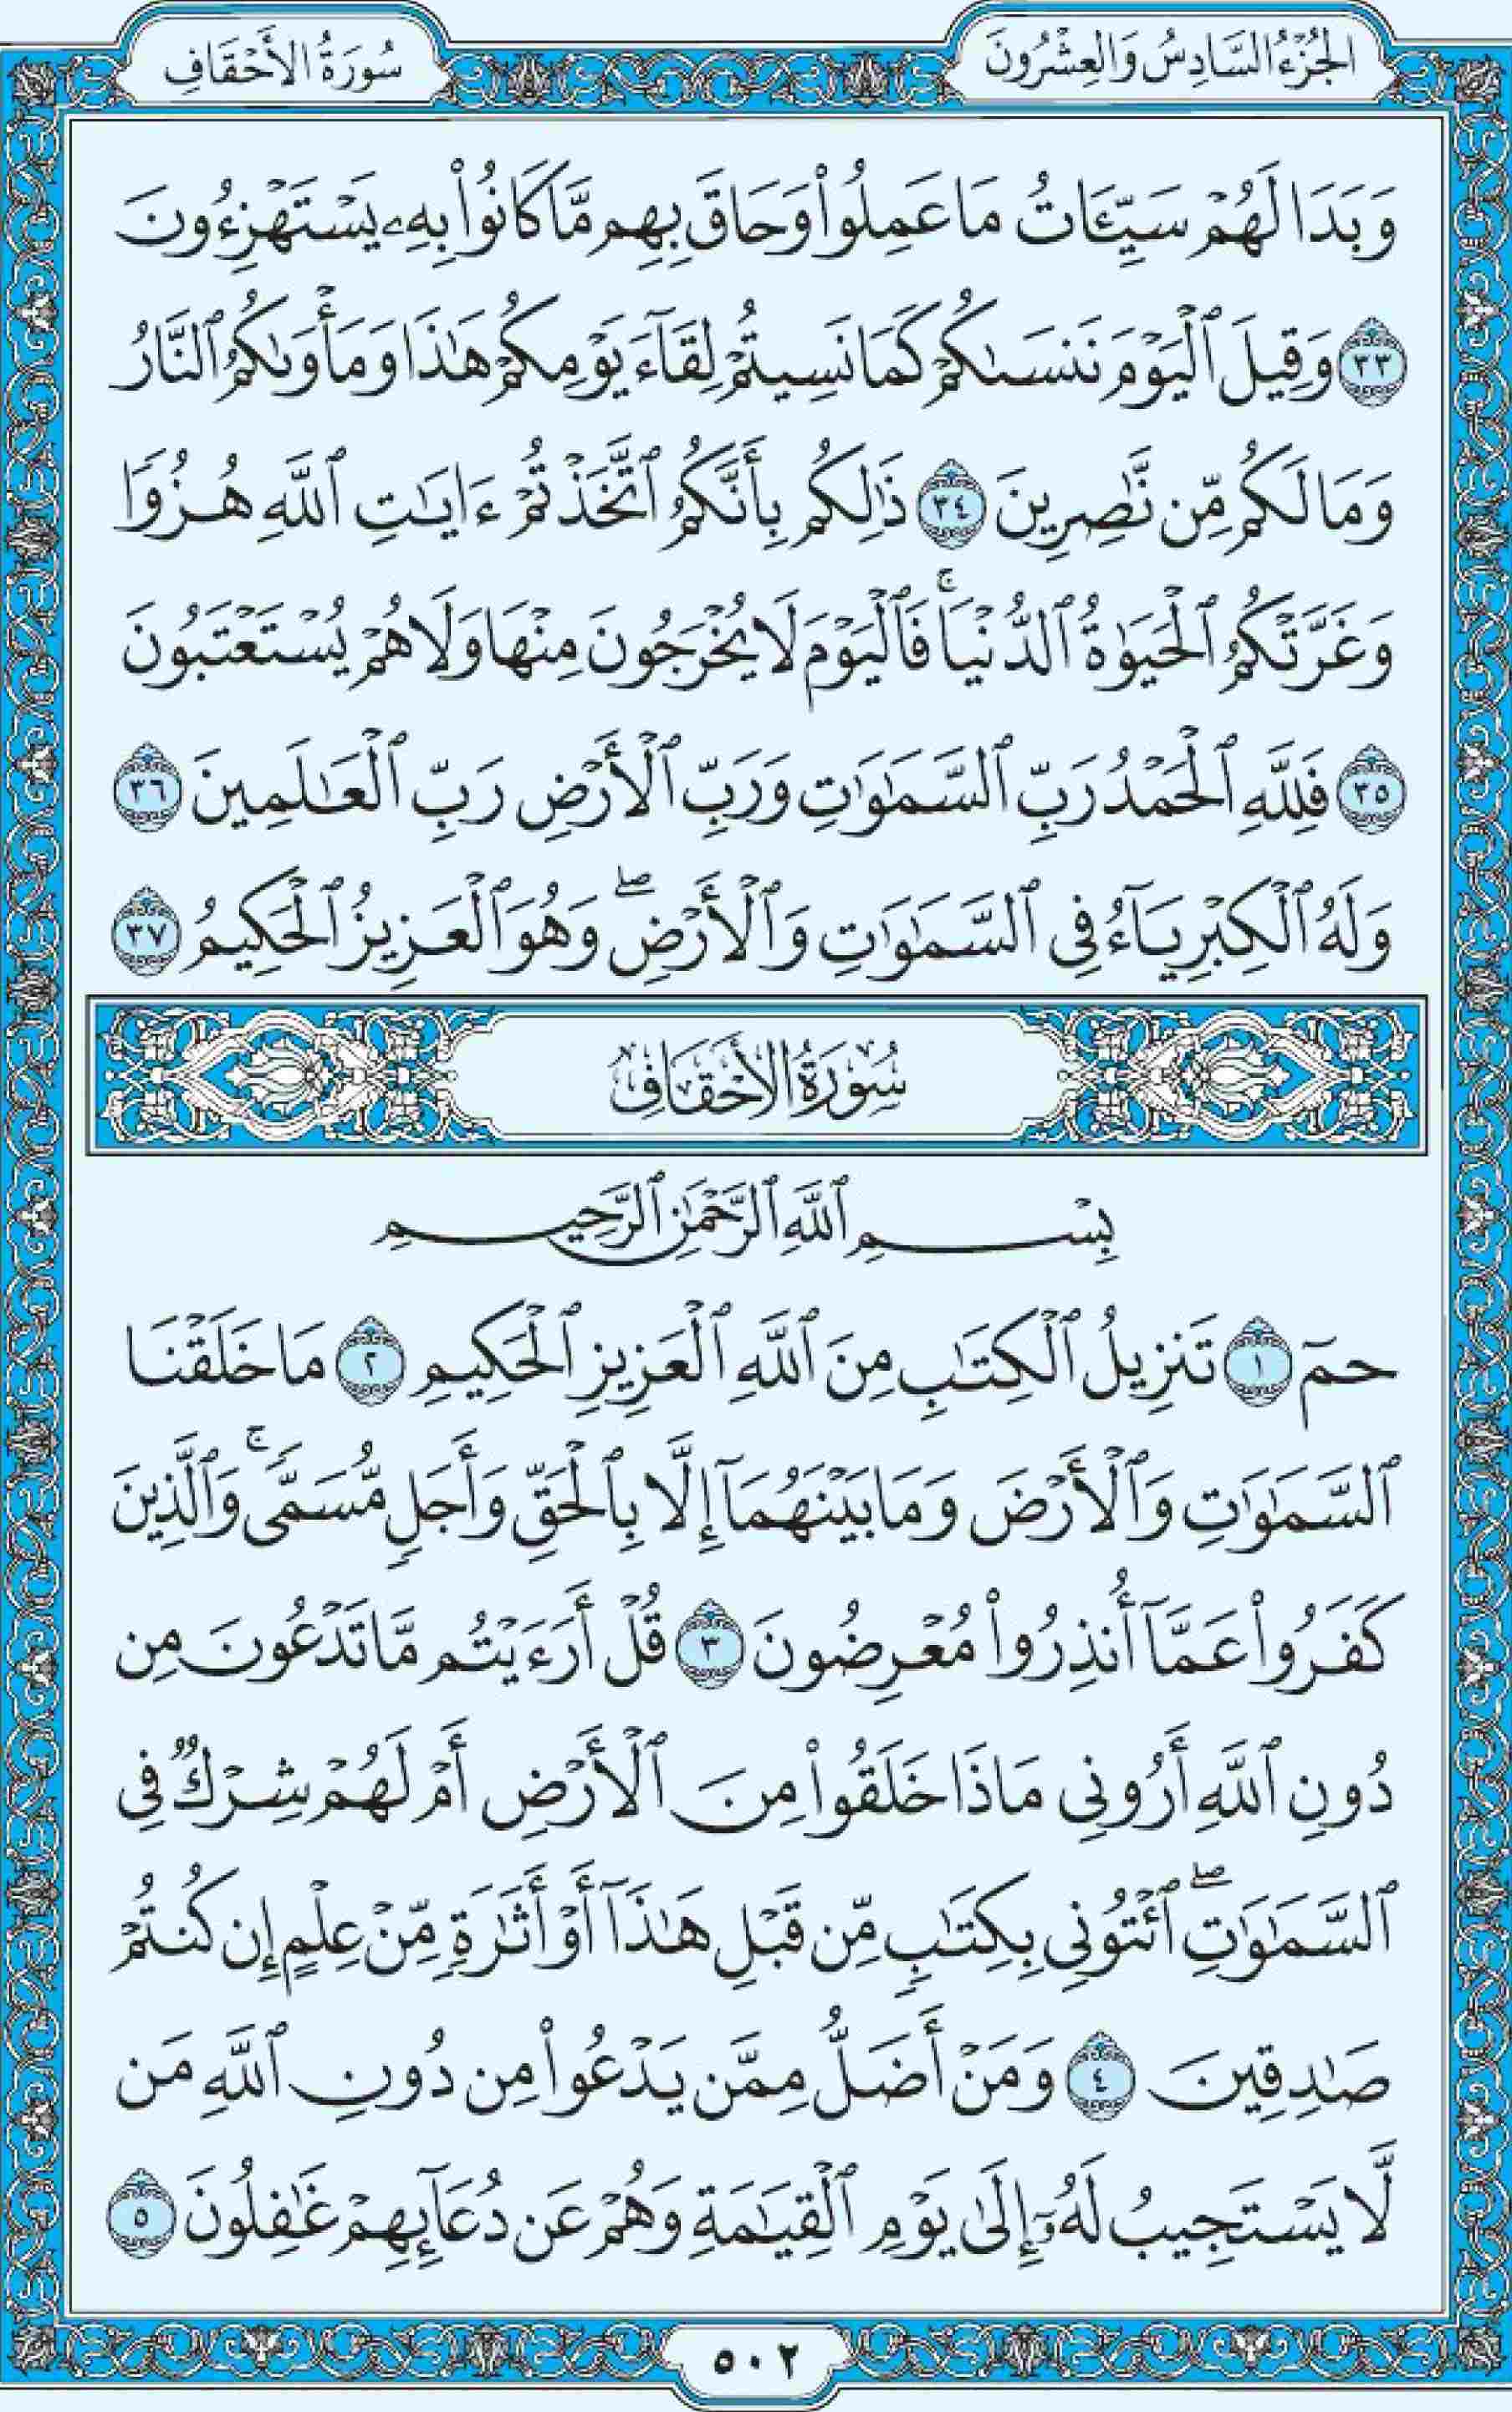 الجُزْءُ السَّادِسُ وَالعِشْرُونَ
سُورَةُ الأَحْقَافِ
وَبَدَا لَهُمْ سَيِّـَٔاتُ مَا عَمِلُوا۟ وَحَاقَ بِهِم مَّا كَانُوا۟ بِهِۦ يَسْتَهْزِءُونَ
٣٣ وَقِيلَ ٱلْيَوْمَ نَنسَىٰكُمْ كَمَا نَسِيتُمْ لِقَآءَ يَوْمِكُمْ هَـٰذَا وَمَأْوَىٰكُمُ ٱلنَّارُ
وَمَا لَكُم مِّن نَّـٰصِرِينَ ٣٤ ذَٰلِكُم بِأَنَّكُمُ ٱتَّخَذْتُمْ ءَايَـٰتِ ٱللَّهِ هُزُوًا
وَغَرَّتْكُمُ ٱلْحَيَوٰةُ ٱلدُّنْيَا ۚ فَٱلْيَوْمَ لَا يُخْرَجُونَ مِنْهَا وَلَا هُمْ يُسْتَعْتَبُونَ
٣٥ فَلِلَّهِ ٱلْحَمْدُ رَبِّ ٱلسَّمَـٰوَٰتِ وَرَبِّ ٱلْأَرْضِ رَبِّ ٱلْعَـٰلَمِينَ ٣٦
وَلَهُ ٱلْكِبْرِيَآءُ فِى ٱلسَّمَـٰوَٰتِ وَٱلْأَرْضِ ۖ وَهُوَ ٱلْعَزِيزُ ٱلْحَكِيمُ ٣٧
سُورَةُ الأَحْقَافِ
بِسْمِ ٱللَّهِ ٱلرَّحْمَـٰنِ ٱلرَّحِيمِ
حمٓ ١ تَنزِيلُ ٱلْكِتَـٰبِ مِنَ ٱللَّهِ ٱلْعَزِيزِ ٱلْحَكِيمِ ٢ مَا خَلَقْنَا
ٱلسَّمَـٰوَٰتِ وَٱلْأَرْضَ وَمَا بَيْنَهُمَآ إِلَّا بِٱلْحَقِّ وَأَجَلٍ مُّسَمًّى ۚ وَٱلَّذِينَ
كَفَرُوا۟ عَمَّآ أُنذِرُوا۟ مُعْرِضُونَ ٣ قُلْ أَرَءَيْتُم مَّا تَدْعُونَ مِن
دُونِ ٱللَّهِ أَرُونِى مَاذَا خَلَقُوا۟ مِنَ ٱلْأَرْضِ أَمْ لَهُمْ شِرْكٌ فِى
ٱلسَّمَـٰوَٰتِ ۖ ٱئْتُونِى بِكِتَـٰبٍ مِّن قَبْلِ هَـٰذَآ أَوْ أَثَـٰرَةٍ مِّنْ عِلْمٍ إِن كُنتُمْ
صَـٰدِقِينَ ٤ وَمَنْ أَضَلُّ مِمَّن يَدْعُوا۟ مِن دُونِ ٱللَّهِ مَن
لَّا يَسْتَجِيبُ لَهُۥٓ إِلَىٰ يَوْمِ ٱلْقِيَـٰمَةِ وَهُمْ عَن دُعَآئِهِمْ غَـٰفِلُونَ ٥
٥٠٢